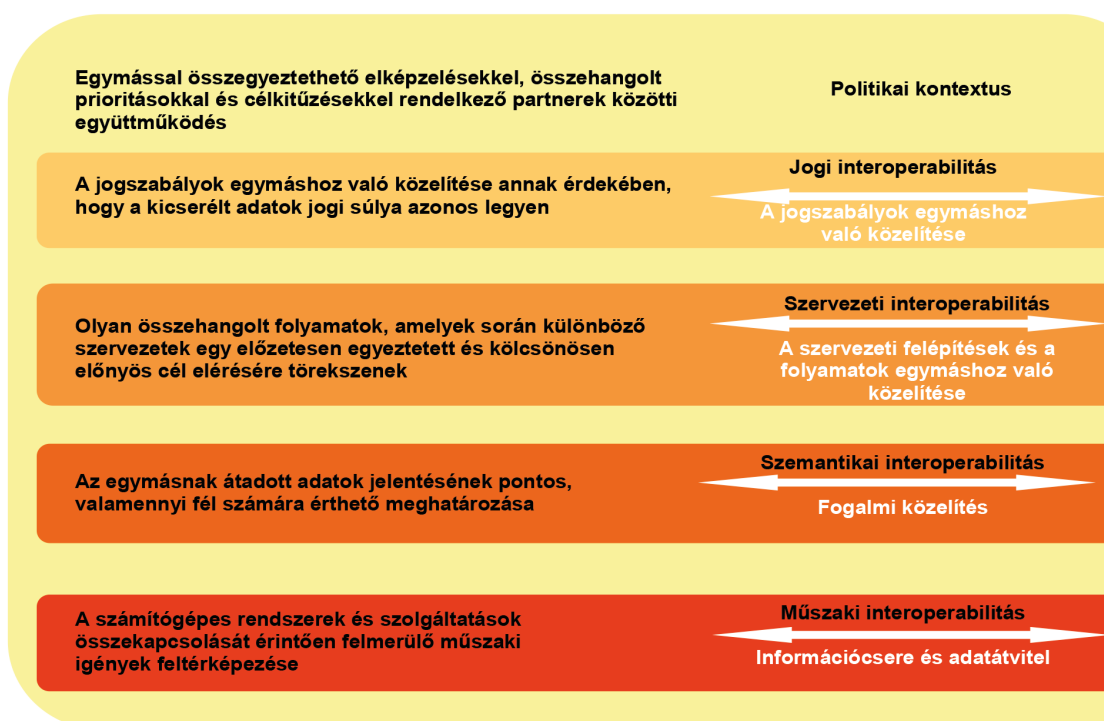 Egymással összegyeztethető elképzelésekkel, összehangolt
prioritásokkal és célkitűzésekkel rendelkező partnerek közötti
együttműködés
Politikai kontextus
A jogszabályok egymáshoz való közelítése annak érdekében,
hogy a kicserélt adatok jogi súlya azonos legyen
Jogi interoperabilitás
A jogszabályok egymáshoz
való közelítése
Olyan összehangolt folyamatok, amelyek során különböző
szervezetek egy előzetesen egyeztetett és kölcsönösen
előnyös cél elérésére törekszenek
Szervezeti interoperabilitás
A szervezeti felépítések és a
folyamatok egymáshoz való
közelítése
Az egymásnak átadott adatok jelentésének pontos,
valamennyi fél számára érthető meghatározása
Szemantikai interoperabilitás
Fogalmi közelítés
A számítógépes rendszerek és szolgáltatások
összekapcsolását érintően felmerülő műszaki
igények feltérképezése
Műszaki interoperabilitás
Információcsere és adatátvitel